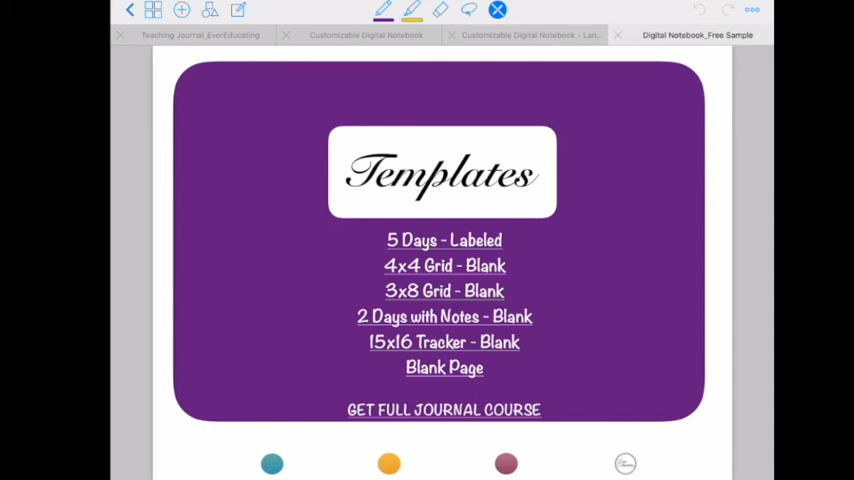 Teaching Journal_EverEducating
Customizable Digital Notebook
Customizable Digital Notebook - Lan...
Digital Notebook_Free Sample
Templates
5 Days - Labeled
4x4 Grid - Blank
3x8 Grid - Blank
2 Days with Notes - Blank
15x16 Tracker - Blank
Blank Page
GET FULL JOURNAL COURSE